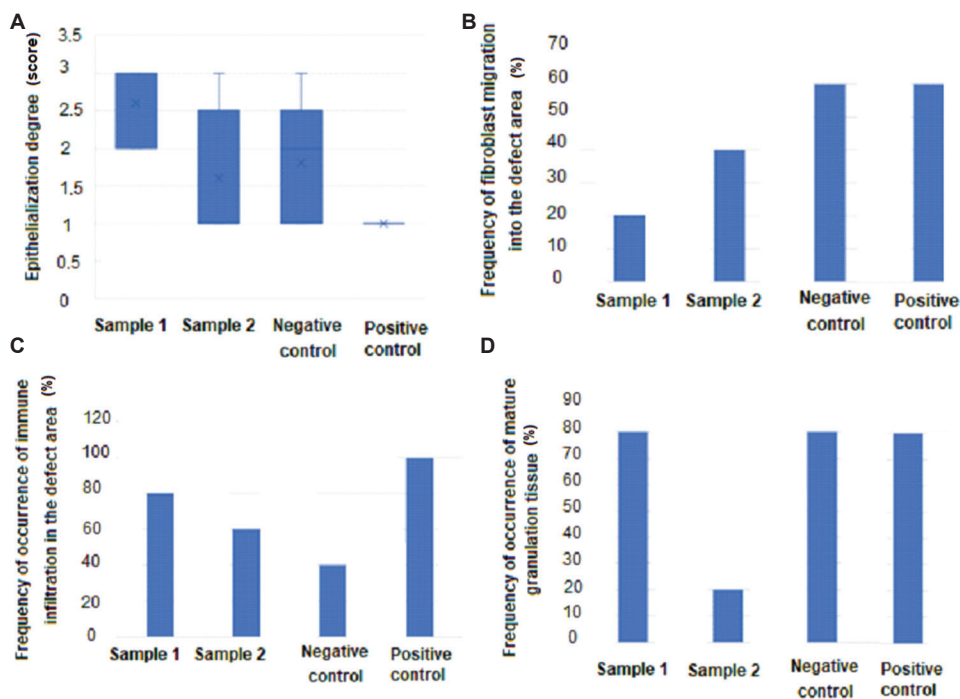 A
Epithelialization degree (score)
3.5
3
2.5
2
1.5
1
0.5
0
Sample 1
Sample 2
Negative
control
Positive
control
B
Frequency of fibroblast migration
into the defect area (%)
70
60
50
40
30
20
10
0
Sample 1
Sample 2
Negative
control
Positive
control
C
Frequency of occurrence of immune
infiltration in the defect area (%)
120
100
80
60
40
20
0
Sample 1
Sample 2
Negative
control
Positive
control
D
Frequency of occurrence of mature
granulation tissue (%)
90
80
70
60
50
40
30
20
10
0
Sample 1
Sample 2
Negative
control
Positive
control